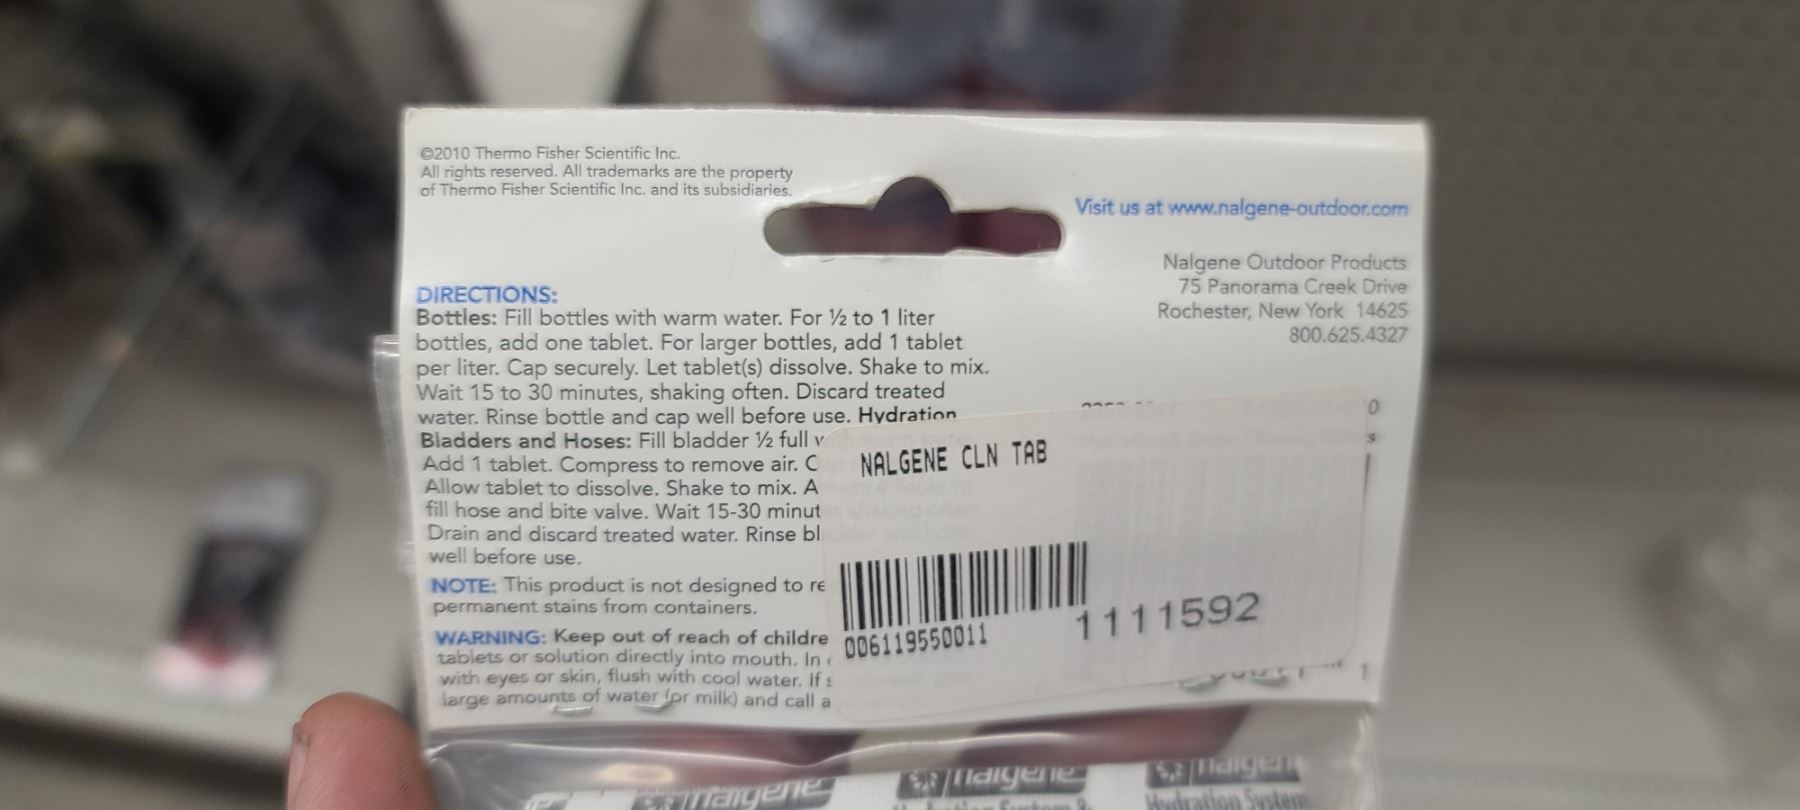 ©2010 Thermo Fisher Scientific Inc.
All rights reserved. All trademarks are the property
of Thermo Fisher Scientific Inc. and its subsidiaries.
Visit us at www.nalgene-outdoor.com
Nalgene Outdoor Products
75 Panorama Creek Drive
Rochester, New York 14625
800.625.4327
DIRECTIONS:
Bottles: Fill bottles with warm water. For ½ to 1 liter
bottles, add one tablet. For larger bottles, add 1 tablet
per liter. Cap securely. Let tablet(s) dissolve. Shake to mix.
Wait 15 to 30 minutes, shaking often. Discard treated
water. Rinse bottle and cap well before use. Hydration
Bladders and Hoses: Fill bladder ½ full
Add 1 tablet. Compress to remove air.
Allow tablet to dissolve. Shake to mix.
fill hose and bite valve. Wait 15-30
Drain and discard treated water. Rinse
well before use.
NOTE: This product is not designed to
permanent stains from containers.
WARNING: Keep out of reach of
tablets or solution directly into mouth. In
with eyes or skin, flush with cool water. If
large amounts of water (or milk) and call a
NALGENE CLN TAB
006119550011
1111592
nalgene nalgene nalgene
Hydration System